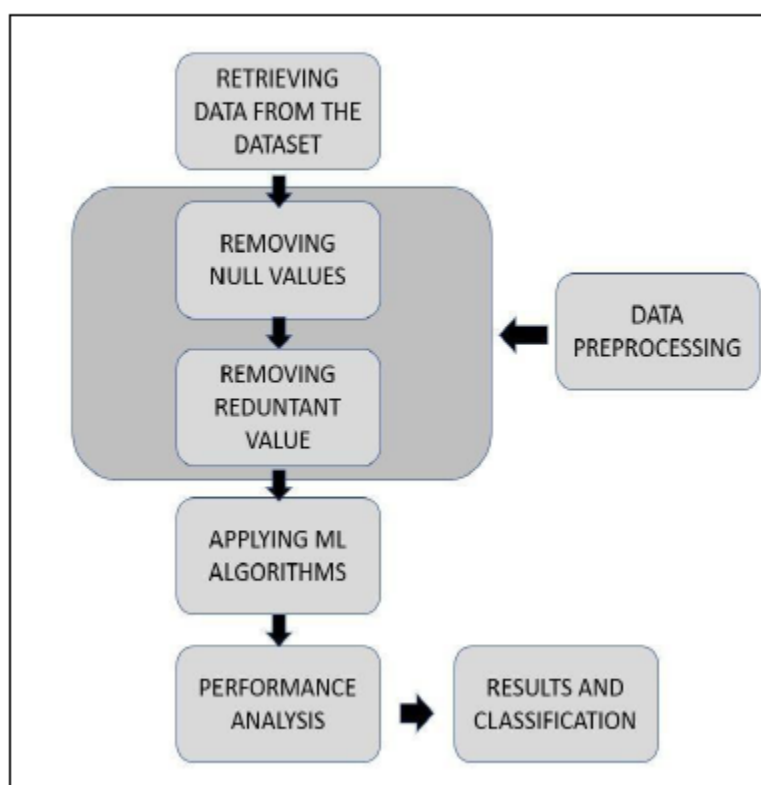 RETRIEVING
DATA FROM THE
DATASET
REMOVING
NULL VALUES
REMOVING
REDUNTANT
VALUE
DATA
PREPROCESSING
APPLYING ML
ALGORITHMS
PERFORMANCE
ANALYSIS
RESULTS AND
CLASSIFICATION